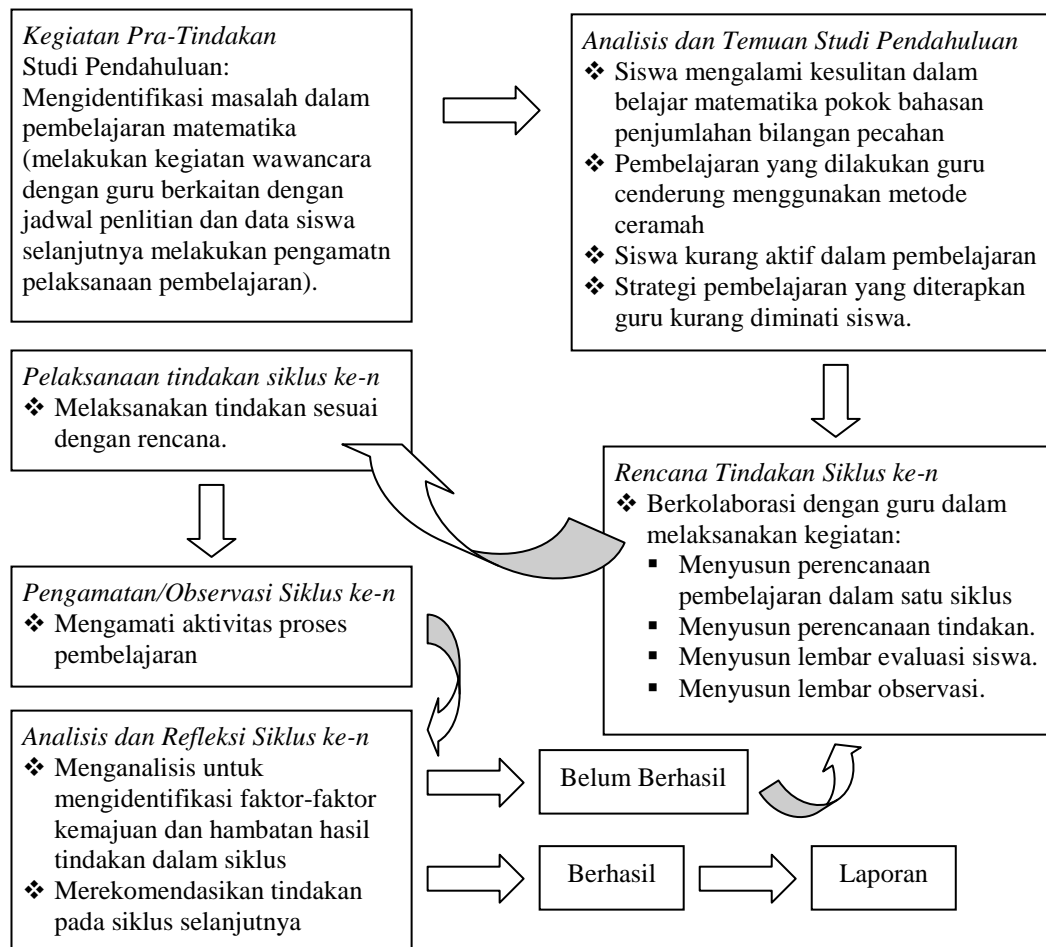 Kegiatan Pra-Tindakan
Studi Pendahuluan:
Mengidentifikasi masalah dalam
pembelajaran matematika
(melakukan kegiatan wawancara
dengan guru berkaitan dengan
jadwal penlitian dan data siswa
selanjutnya melakukan pengamatn
pelaksanaan pembelajaran).
Analisis dan Temuan Studi Pendahuluan
❖ Siswa mengalami kesulitan dalam
belajar matematika pokok bahasan
penjumlahan bilangan pecahan
❖ Pembelajaran yang dilakukan guru
cenderung menggunakan metode
ceramah
❖ Siswa kurang aktif dalam pembelajaran
❖ Strategi pembelajaran yang diterapkan
guru kurang diminati siswa.
Rencana Tindakan Siklus ke-n
❖ Berkolaborasi dengan guru dalam
melaksanakan kegiatan:
▪ Menyusun perencanaan
pembelajaran dalam satu siklus
▪ Menyusun perencanaan tindakan.
▪ Menyusun lembar evaluasi siswa.
▪ Menyusun lembar observasi.
Pelaksanaan tindakan siklus ke-n
❖ Melaksanakan tindakan sesuai
dengan rencana.
Pengamatan/Observasi Siklus ke-n
❖ Mengamati aktivitas proses
pembelajaran
Analisis dan Refleksi Siklus ke-n
❖ Menganalisis untuk
mengidentifikasi faktor-faktor
kemajuan dan hambatan hasil
tindakan dalam siklus
❖ Merekomendasikan tindakan
pada siklus selanjutnya
Belum Berhasil
Berhasil
Laporan